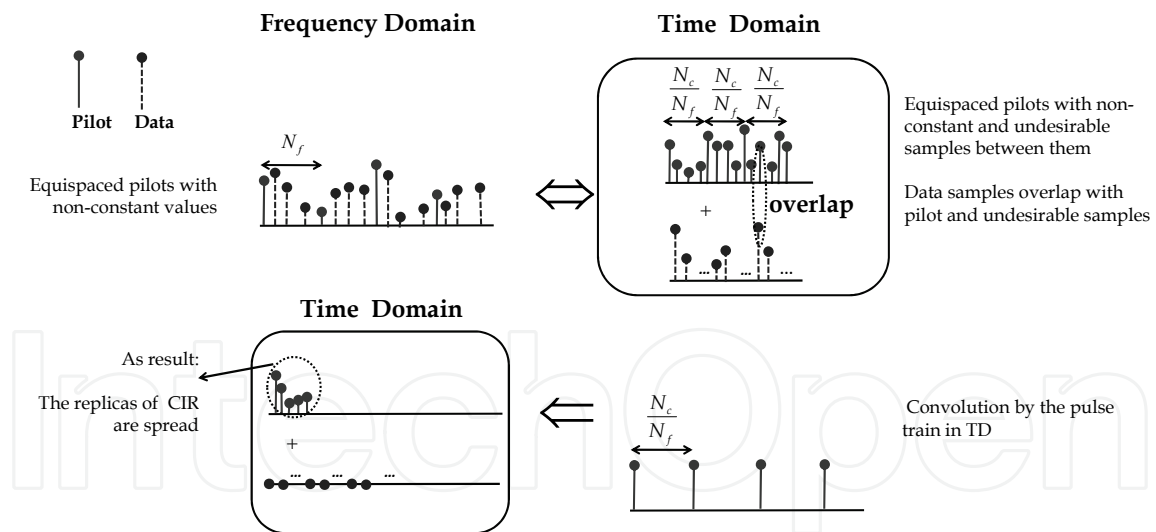 Frequency Domain
Time Domain
Pilot
Data
N_f
Equispaced pilots with
non-constant values
N_c/N_f N_c/N_f N_c/N_f
+
overlap
... ... ...
Equispaced pilots with non-
constant and undesirable
samples between them
Data samples overlap with
pilot and undesirable samples
Time Domain
As result:
The replicas of CIR
are spread
+
... ... ...
N_c/N_f
Convolution by the pulse
train in TD
IntechOpen